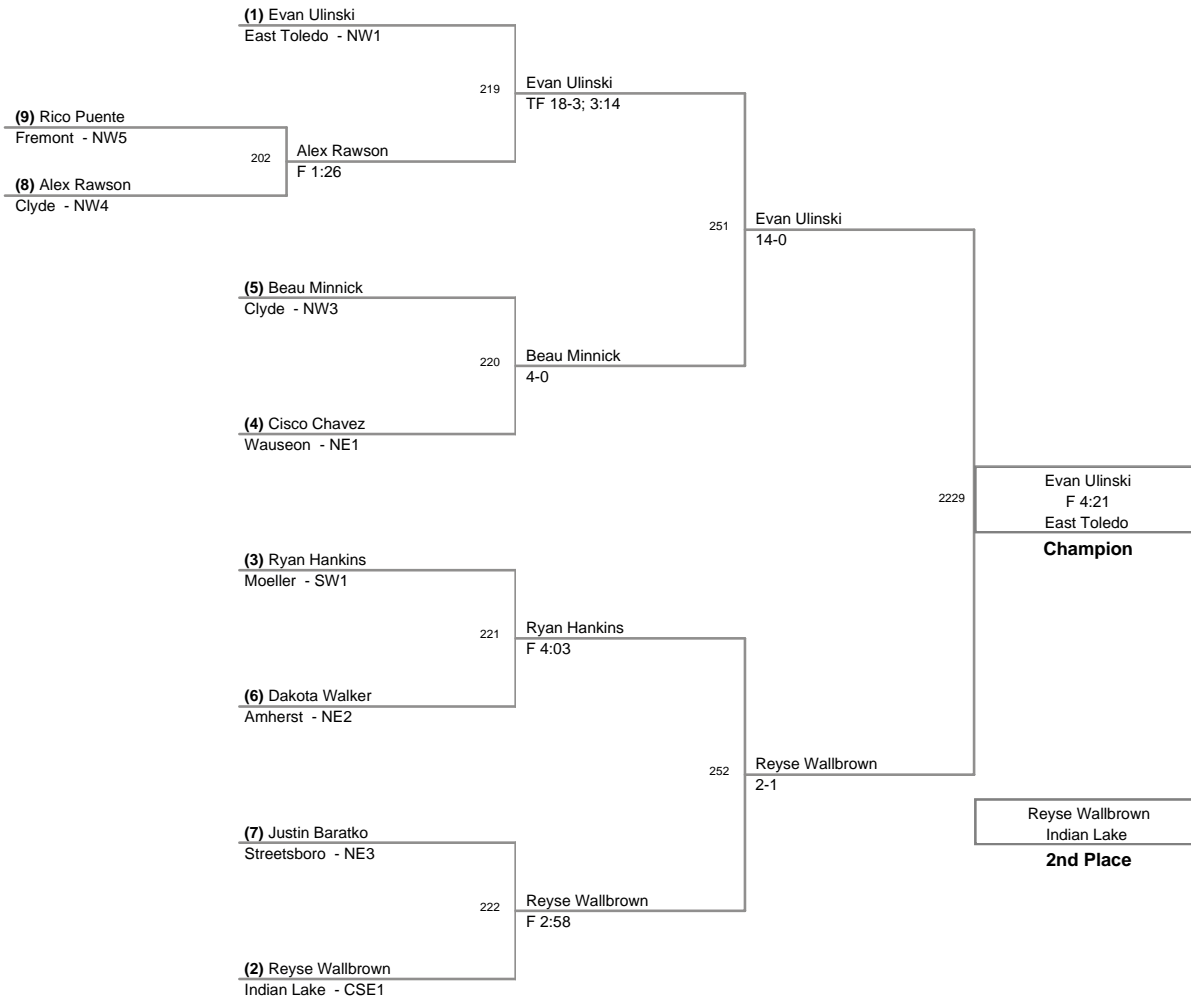 (1) Evan Ulinski
East Toledo - NW1
219
Evan Ulinski
TF 18-3; 3:14
(9) Rico Puente
Fremont - NW5
202
Alex Rawson
F 1:26
(8) Alex Rawson
Clyde - NW4
251
Evan Ulinski
14-0
(5) Beau Minnick
Clyde - NW3
220
Beau Minnick
4-0
(4) Cisco Chavez
Wauseon - NE1
2229
Evan Ulinski
F 4:21
East Toledo
Champion
(3) Ryan Hankins
Moeller - SW1
221
Ryan Hankins
F 4:03
(6) Dakota Walker
Amherst - NE2
252
Reyse Wallbrown
2-1
(7) Justin Baratko
Streetsboro - NE3
222
Reyse Wallbrown
F 2:58
(2) Reyse Wallbrown
Indian Lake - CSE1
Reyse Wallbrown
Indian Lake
2nd Place